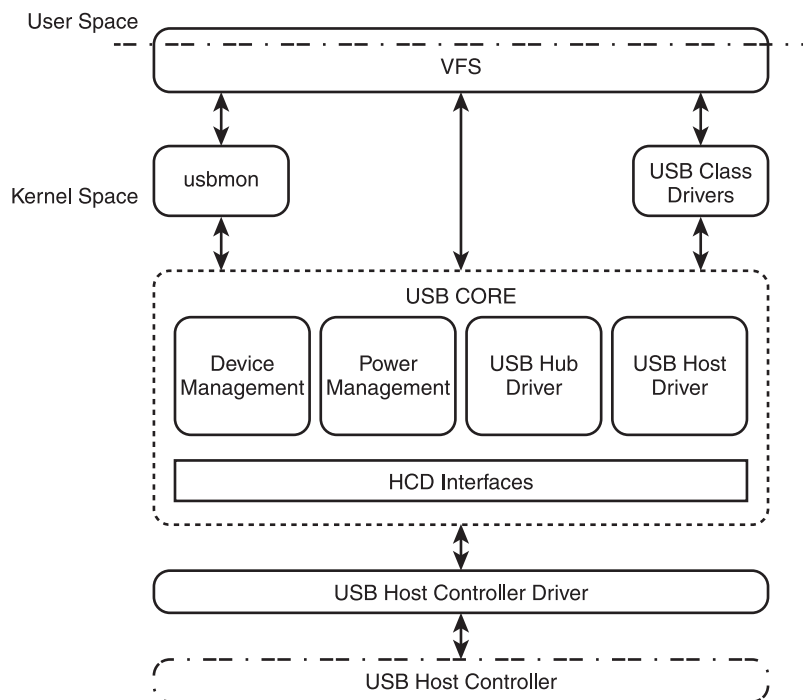 User Space
VFS
usbmon
USB Class
Drivers
Kernel Space
USB CORE
Device
Management
Power
Management
USB Hub
Driver
USB Host
Driver
HCD Interfaces
USB Host Controller Driver
USB Host Controller